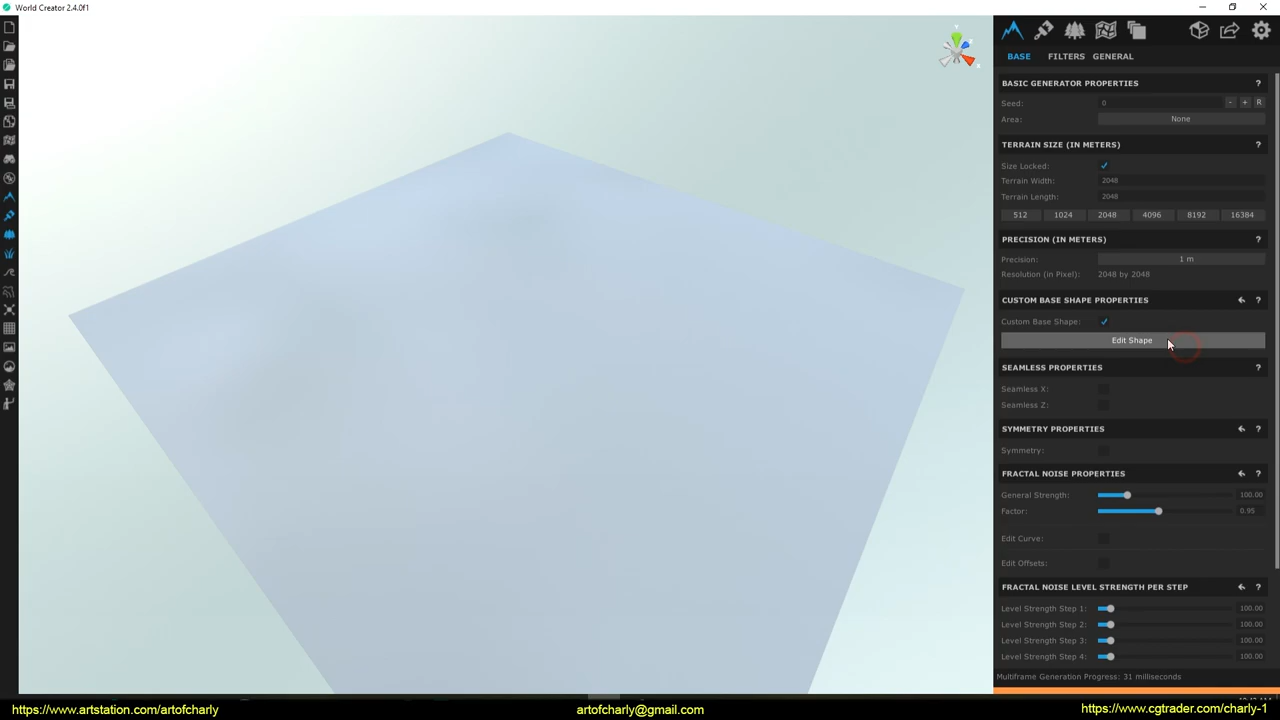 World Creator 2.4.0f1
BASE FILTERS GENERAL
BASIC GENERATOR PROPERTIES ?
Seed: 0 - + R
Area: None
TERRAIN SIZE (IN METERS) ?
Size Locked:
Terrain Width: 2048
Terrain Length: 2048
512 1024 2048 4096 8192 16384
PRECISION (IN METERS) ?
Precision: 1 m
Resolution (in Pixel): 2048 by 2048
CUSTOM BASE SHAPE PROPERTIES ?
Custom Base Shape:
Edit Shape
SEAMLESS PROPERTIES ?
Seamless X:
Seamless Z:
SYMMETRY PROPERTIES ?
Symmetry:
FRACTAL NOISE PROPERTIES ?
General Strength: 100.00
Factor: 0.95
Edit Curve:
Edit Offsets:
FRACTAL NOISE LEVEL STRENGTH PER STEP ?
Level Strength Step 1: 100.00
Level Strength Step 2: 100.00
Level Strength Step 3: 100.00
Level Strength Step 4: 100.00
Multiframe Generation Progress: 31 milliseconds
https://www.artstation.com/artofcharly artofcharly@gmail.com https://www.cgtrader.com/charly-1